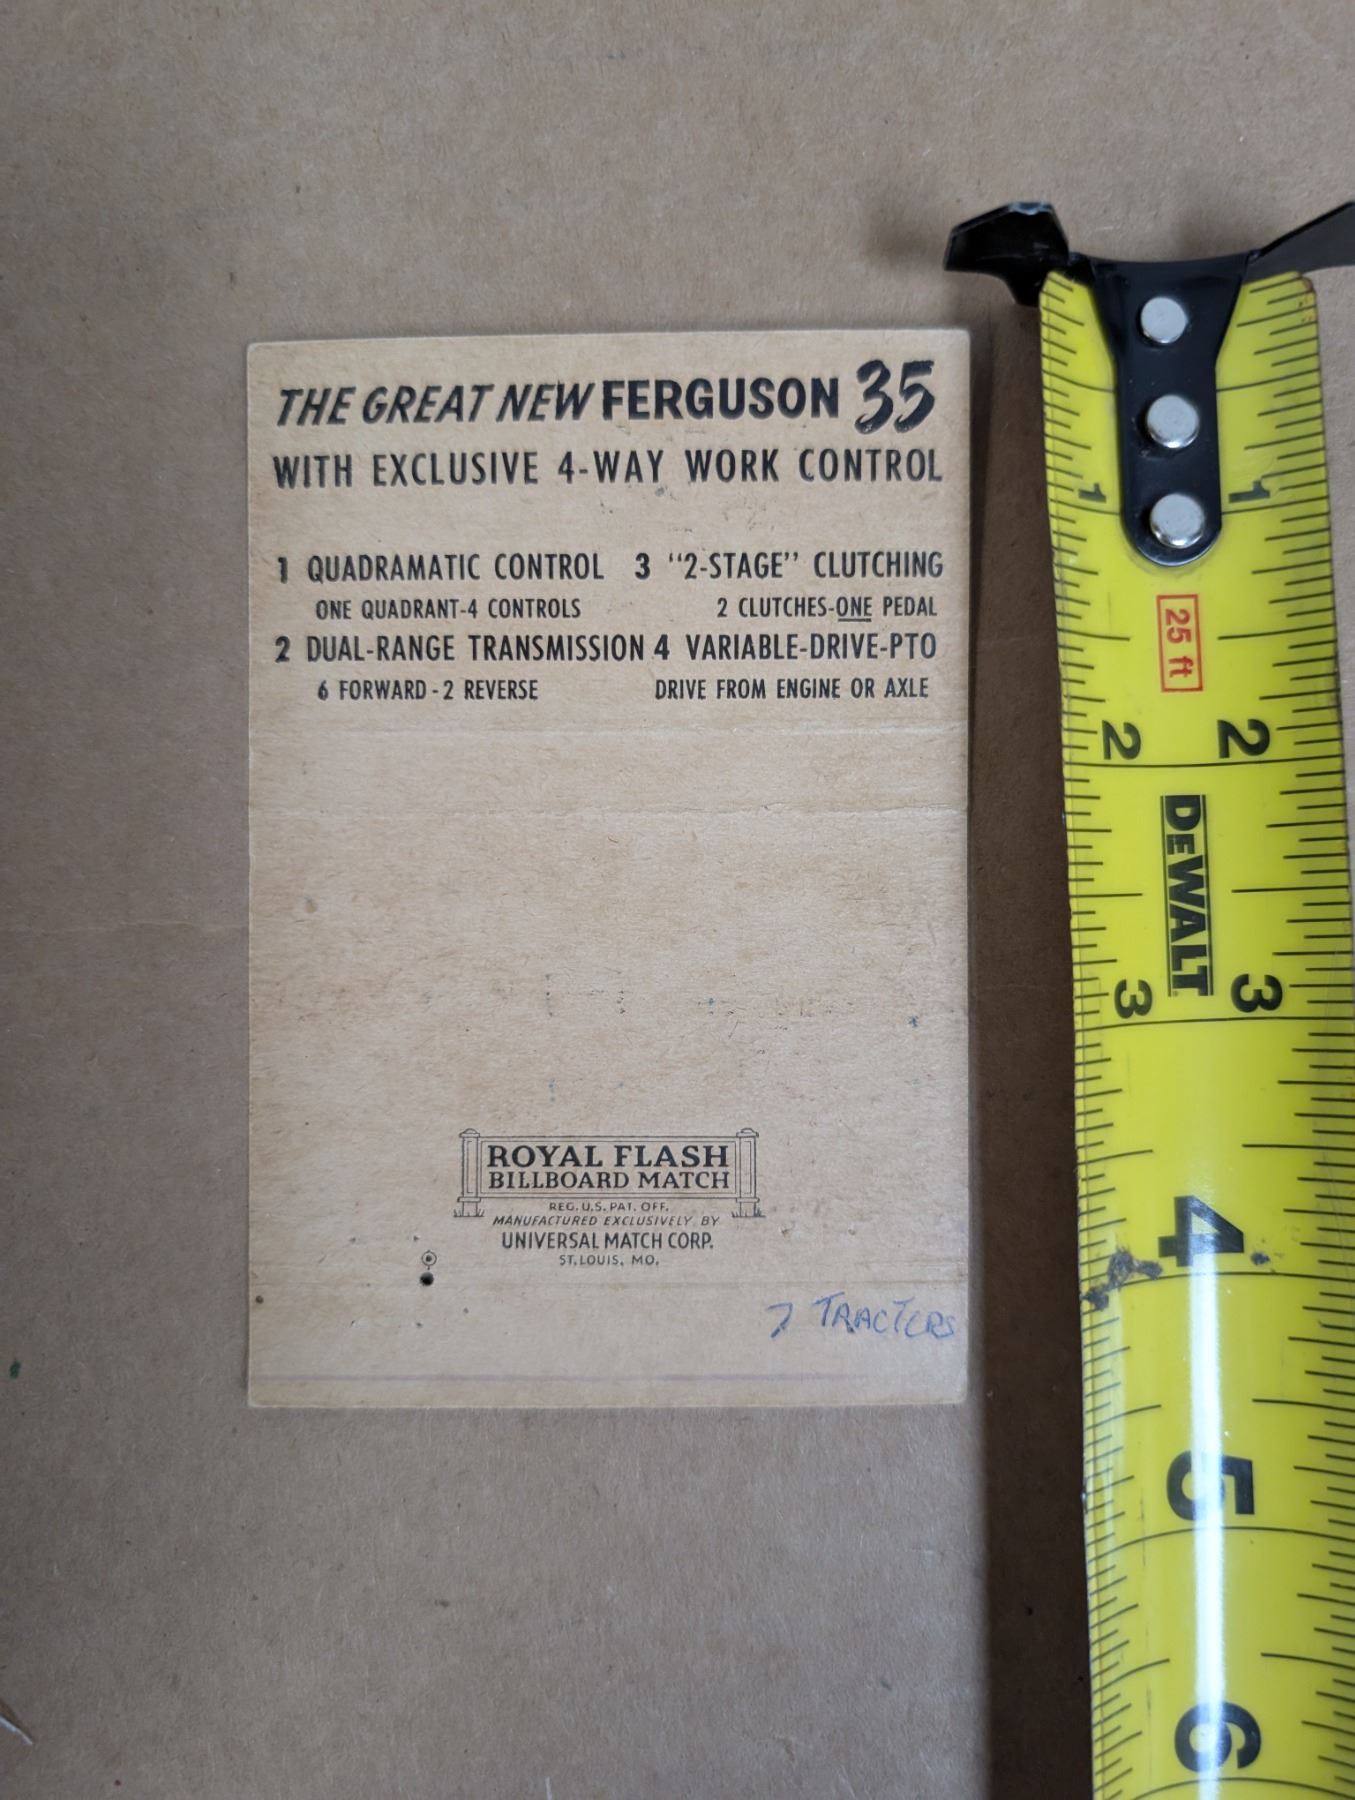 THE GREAT NEW FERGUSON 35
WITH EXCLUSIVE 4-WAY WORK CONTROL
1 QUADRAMATIC CONTROL
ONE QUADRANT-4 CONTROLS
2 DUAL-RANGE TRANSMISSION
6 FORWARD - 2 REVERSE
3 "2-STAGE" CLUTCHING
2 CLUTCHES-ONE PEDAL
4 VARIABLE-DRIVE-PTO
DRIVE FROM ENGINE OR AXLE
ROYAL FLASH
BILLBOARD MATCH
REG. U.S. PAT. OFF.
MANUFACTURED EXCLUSIVELY BY
UNIVERSAL MATCH CORP.
ST. LOUIS, MO.
7 TRACTERS
1 1
25 ft
2 2
DEWALT
3 3
4
5
6